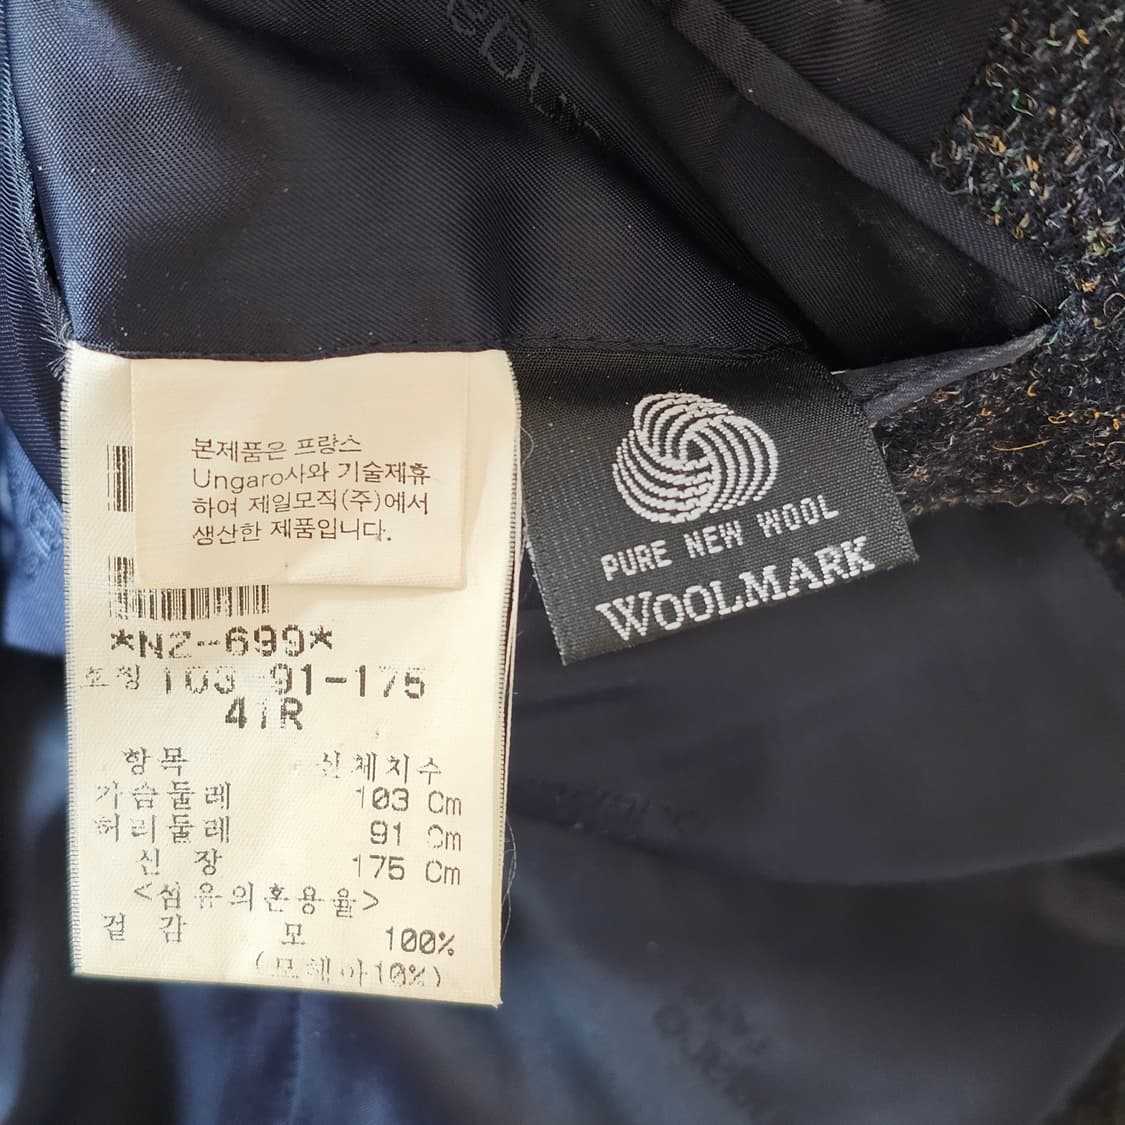 본제품은 프랑스
Ungaro사와 기술제휴
하여 제일모직(주)에서
생산한 제품입니다.
*NZ-699*
호칭 103 91-175
41R
항목 신체치수
가슴둘레 103 Cm
허리둘레 91 Cm
신 장 175 Cm
<섬유의혼용율>
겉 감 모 100%
(모헤아10%)
PURE NEW WOOL
WOOLMARK